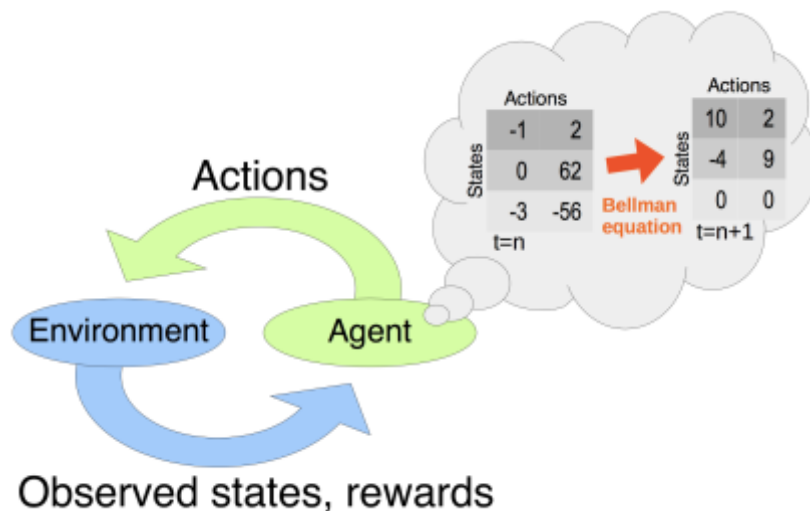 Actions
States
-1 2
0 62
-3 -56
t=n
Bellman
equation
Actions
States
10 2
-4 9
0 0
t=n+1
Actions
Environment
Agent
Observed states, rewards